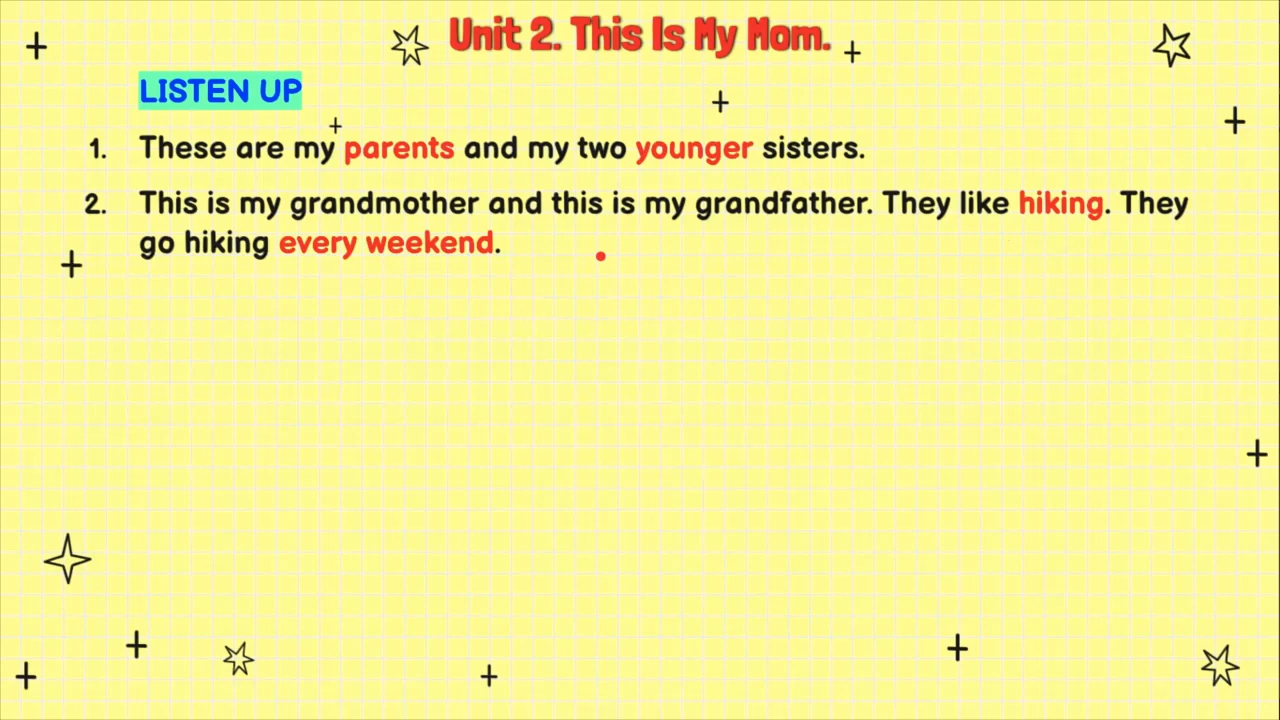 Unit 2. This Is My Mom.
LISTEN UP
1. These are my parents and my two younger sisters.
2. This is my grandmother and this is my grandfather. They like hiking. They
go hiking every weekend.